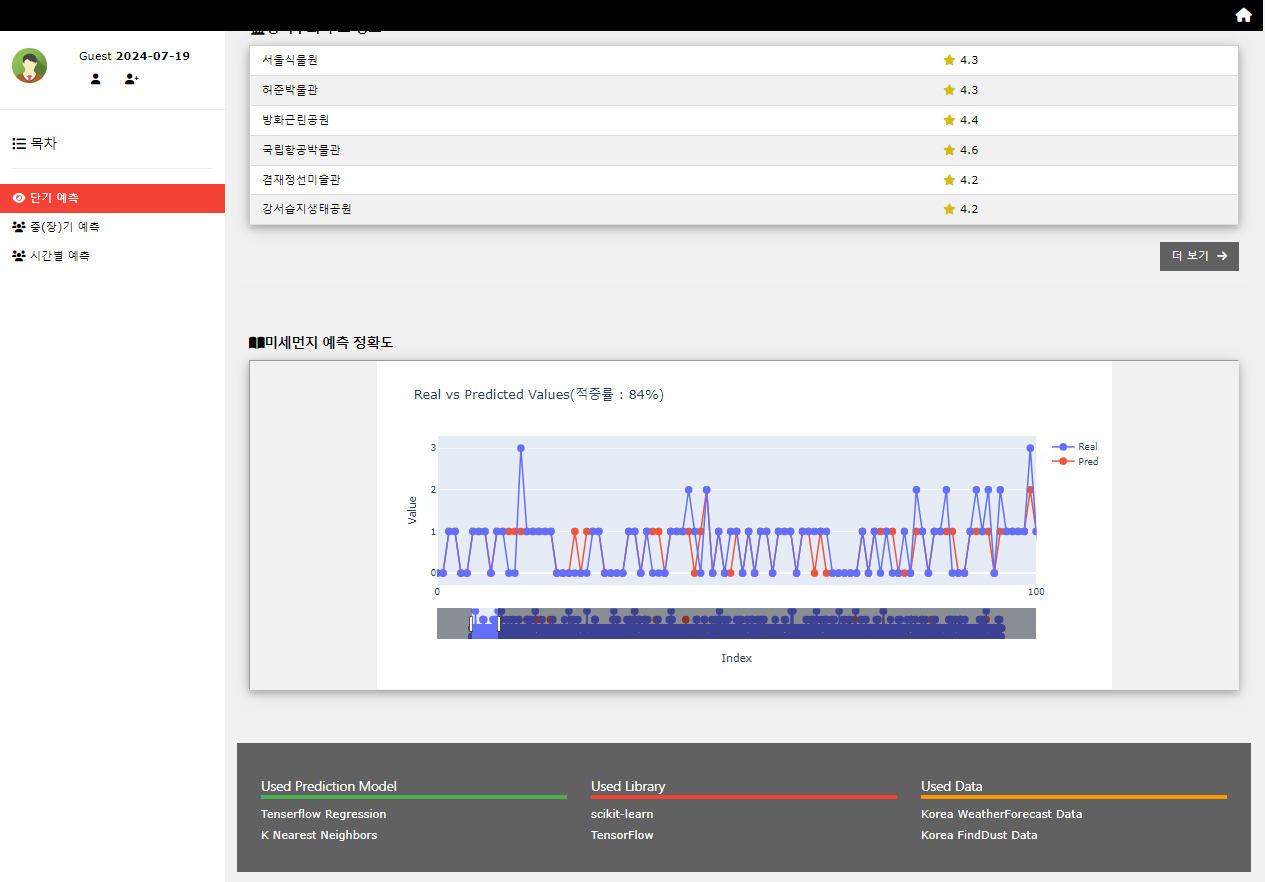 Guest 2024-07-19
목차
단기 예측
중(장)기 예측
시간별 예측
서울식물원 4.3
허준박물관 4.3
방화근린공원 4.4
국립항공박물관 4.6
겸재정선미술관 4.2
강서습지생태공원 4.2
더 보기
미세먼지 예측 정확도
Real vs Predicted Values(적중률 : 84%)
Real
Pred
Value
3
2
1
0
0
100
Index
Used Prediction Model
Tenserflow Regression
K Nearest Neighbors
Used Library
scikit-learn
TensorFlow
Used Data
Korea WeatherForecast Data
Korea FindDust Data